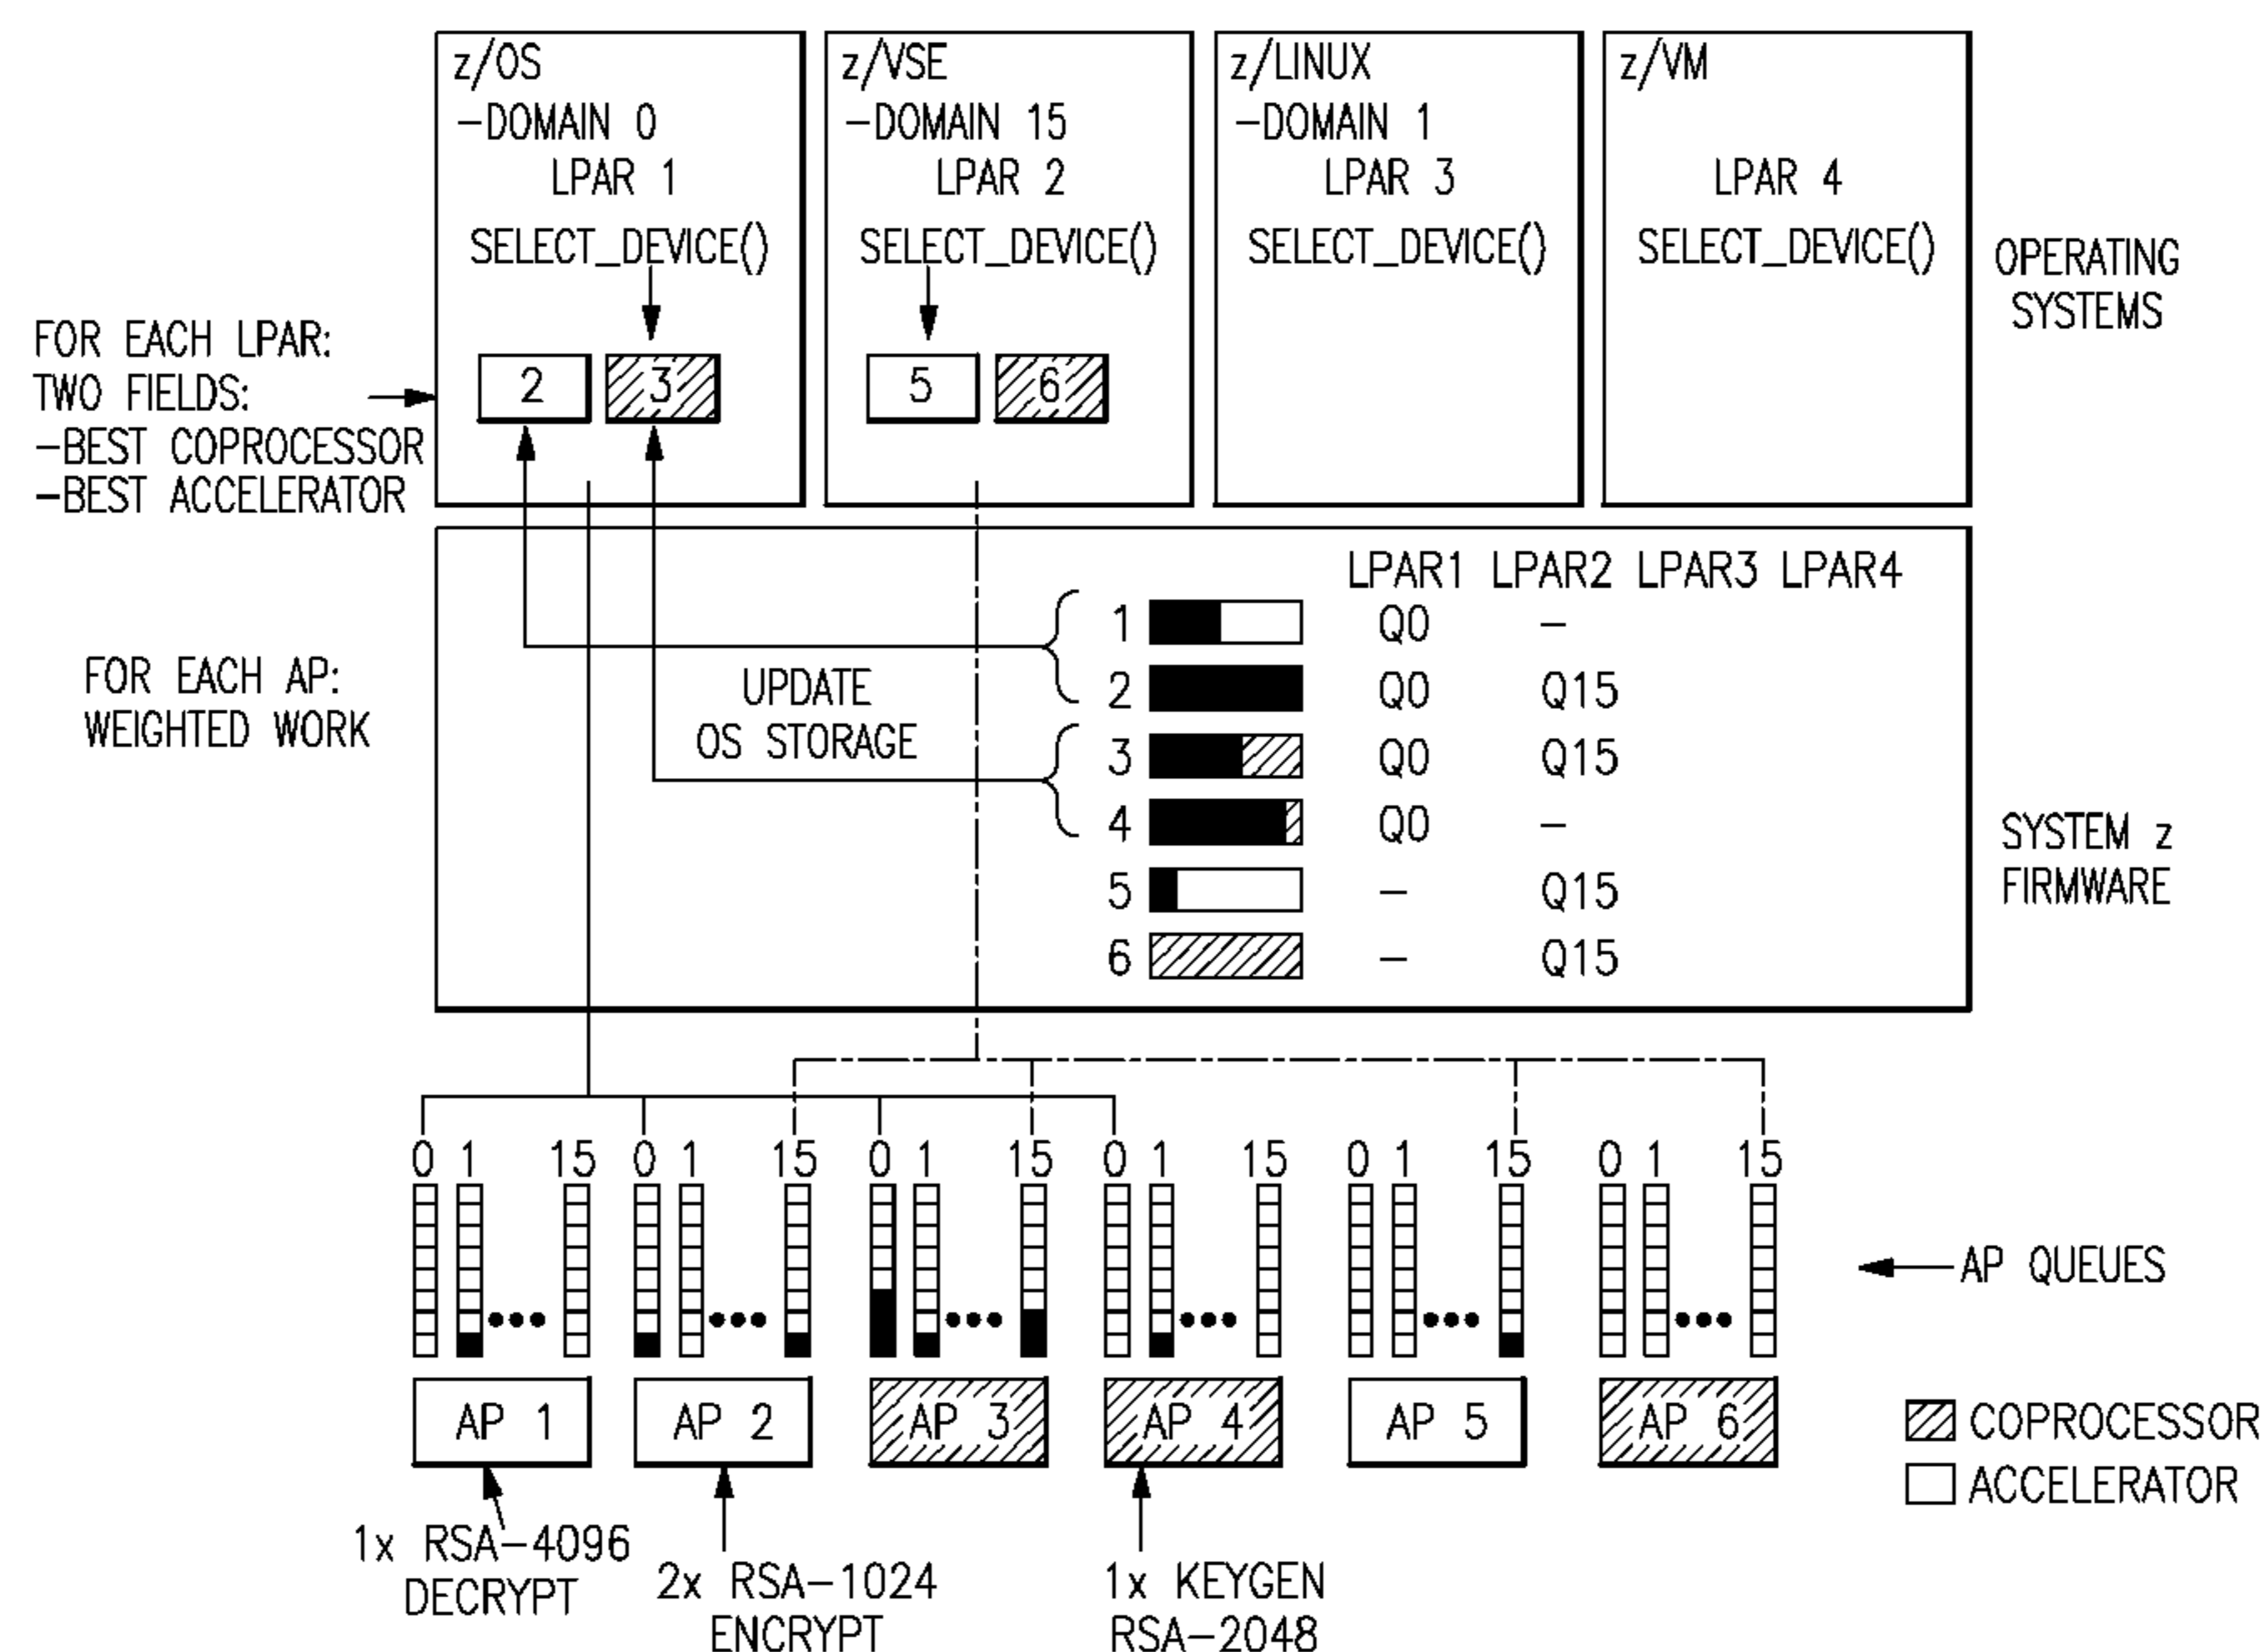 z/OS
-DOMAIN 0
LPAR 1
SELECT_DEVICE()
2 3
z/VSE
-DOMAIN 15
LPAR 2
SELECT_DEVICE()
5 6
z/LINUX
-DOMAIN 1
LPAR 3
SELECT_DEVICE()
z/VM
LPAR 4
SELECT_DEVICE()
OPERATING
SYSTEMS
FOR EACH LPAR:
TWO FIELDS:
-BEST COPROCESSOR
-BEST ACCELERATOR
FOR EACH AP:
WEIGHTED WORK
UPDATE
OS STORAGE
LPAR1 LPAR2 LPAR3 LPAR4
1 Q0 -
2 Q0 Q15
3 Q0 Q15
4 Q0 -
5 - Q15
6 - Q15
SYSTEM z
FIRMWARE
0 1 15 0 1 15 0 1 15 0 1 15 0 1 15 0 1 15
AP QUEUES
AP 1 AP 2 AP 3 AP 4 AP 5 AP 6
COPROCESSOR
ACCELERATOR
1x RSA-4096
DECRYPT
2x RSA-1024
ENCRYPT
1x KEYGEN
RSA-2048